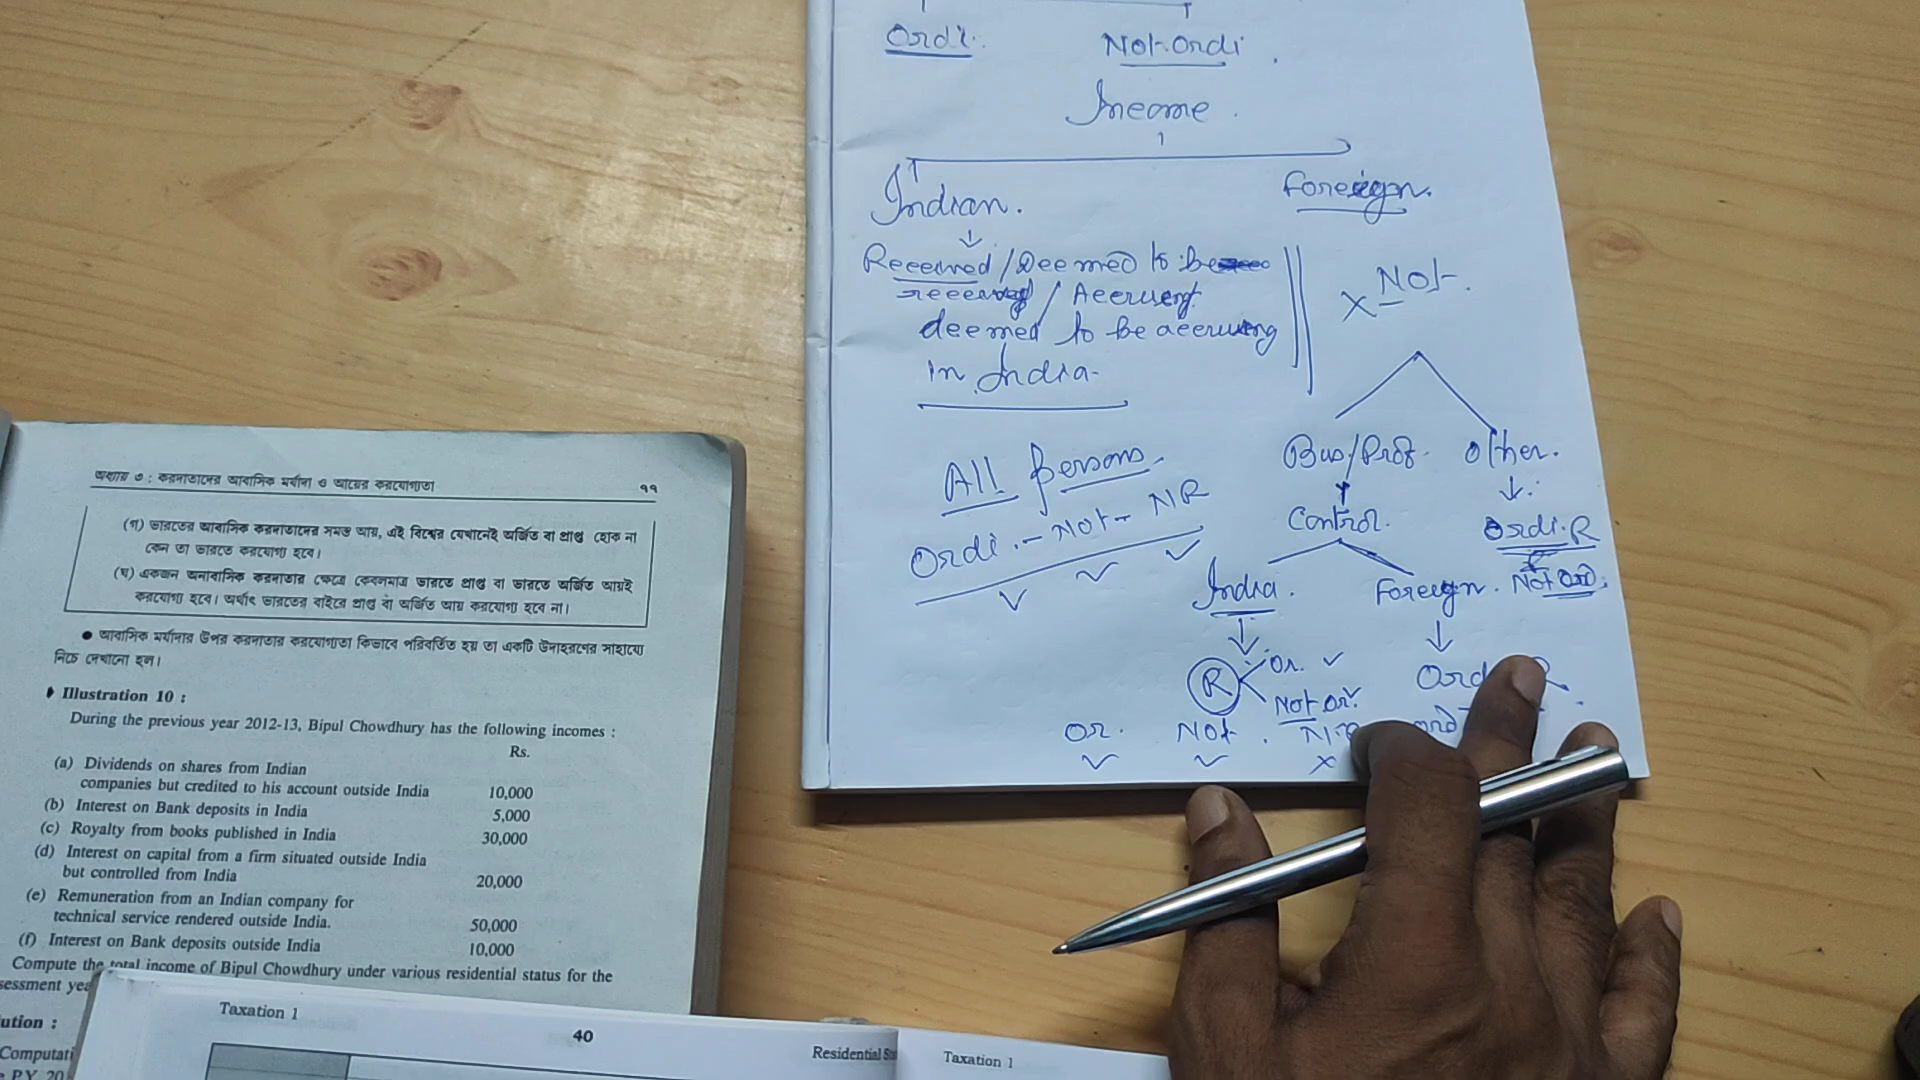 Ordi.
Not-Ordi
Income.
Indian.
Foreign.
Received/Deemed to be
received/Accruent
deemed to be accruing
in India-
All Persons.
Ordi.- Not- NR
× Not-
Bus/Prof. Other.
Control. Ordi.R
Not Ord.
India. Foreign.
R Or.
Not Or.
Or. Not.
অধ্যায় ৩ : করদাতাদের আবাসিক মর্যাদা ও আয়ের করযোগ্যতা
(গ) ভারতের আবাসিক করদাতাদের সমস্ত আয়, এই বিশ্বের যেখানেই অর্জিত বা প্রাপ্ত হোক না
কেন তা ভারতে করযোগ্য হবে।
(ঘ) একজন অনাবাসিক করদাতার ক্ষেত্রে কেবলমাত্র ভারতে প্রাপ্ত বা ভারতে অর্জিত আয়ই
করযোগ্য হবে। অর্থাৎ ভারতের বাইরে প্রাপ্ত বা অর্জিত আয় করযোগ্য হবে না।
● আবাসিক মর্যাদার উপর করদাতার করযোগ্যতা কিভাবে পরিবর্তিত হয় তা একটি উদাহরণের সাহায্যে
নিচে দেখানো হল।
Illustration 10 :
During the previous year 2012-13, Bipul Chowdhury has the following incomes :
Rs.
(a) Dividends on shares from Indian
companies but credited to his account outside India 10,000
(b) Interest on Bank deposits in India 5,000
(c) Royalty from books published in India 30,000
(d) Interest on capital from a firm situated outside India
but controlled from India 20,000
(e) Remuneration from an Indian company for
technical service rendered outside India. 50,000
(f) Interest on Bank deposits outside India 10,000
Compute the total income of Bipul Chowdhury under various residential status for the
Taxation 1
40
Residential
Taxation 1